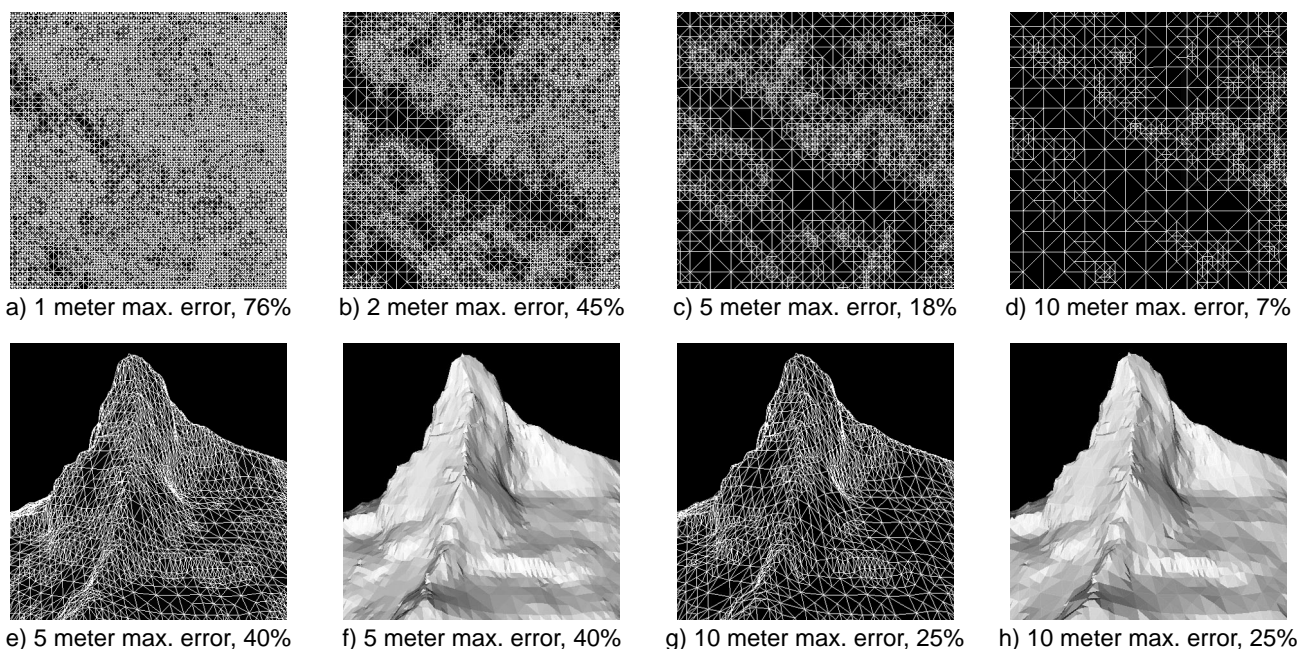 a) 1 meter max. error, 76%
b) 2 meter max. error, 45%
c) 5 meter max. error, 18%
d) 10 meter max. error, 7%
e) 5 meter max. error, 40%
f) 5 meter max. error, 40%
g) 10 meter max. error, 25%
h) 10 meter max. error, 25%